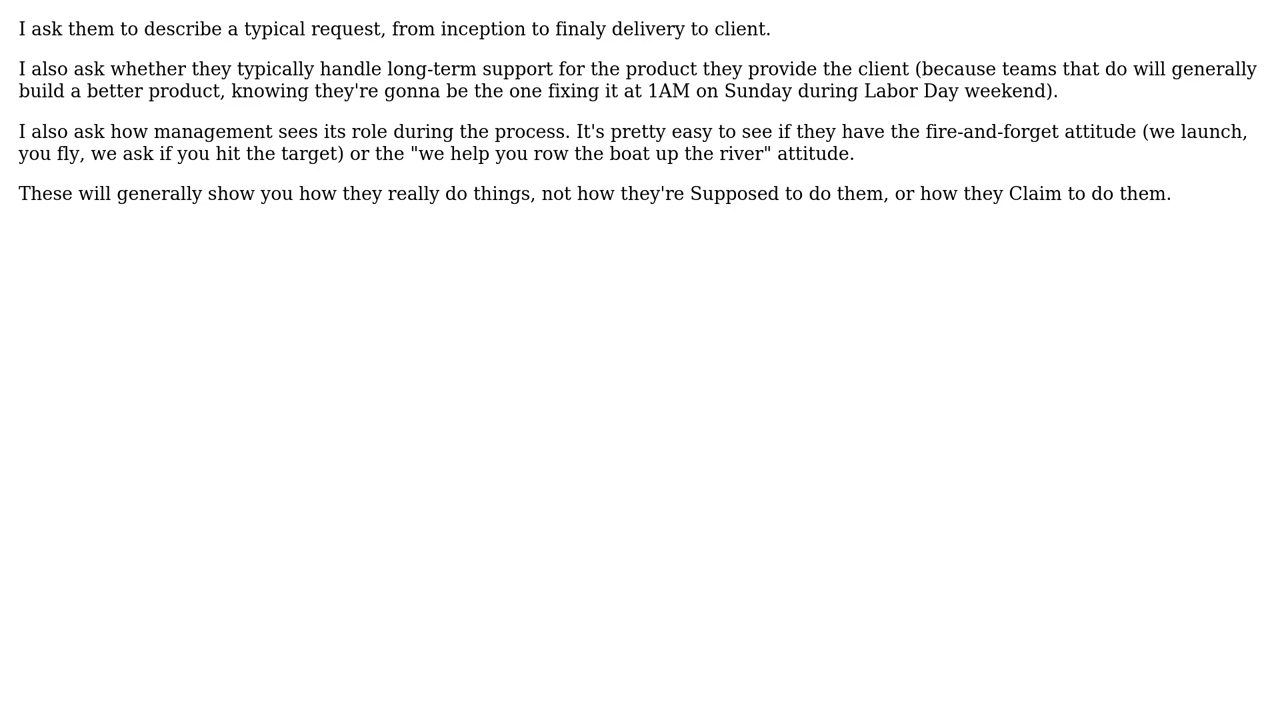 I ask them to describe a typical request, from inception to finaly delivery to client.
I also ask whether they typically handle long-term support for the product they provide the client (because teams that do will generally
build a better product, knowing they're gonna be the one fixing it at 1AM on Sunday during Labor Day weekend).
I also ask how management sees its role during the process. It's pretty easy to see if they have the fire-and-forget attitude (we launch,
you fly, we ask if you hit the target) or the "we help you row the boat up the river" attitude.
These will generally show you how they really do things, not how they're Supposed to do them, or how they Claim to do them.